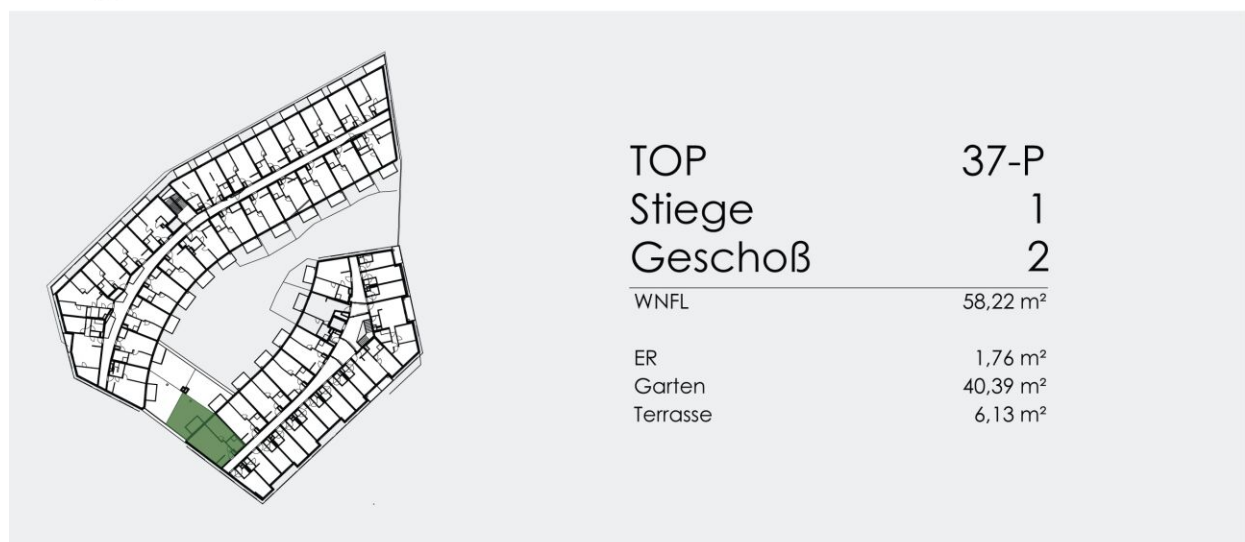 TOP 37-P
Stiege 1
Geschoß 2
WNFL 58,22 m²
ER 1,76 m²
Garten 40,39 m²
Terrasse 6,13 m²